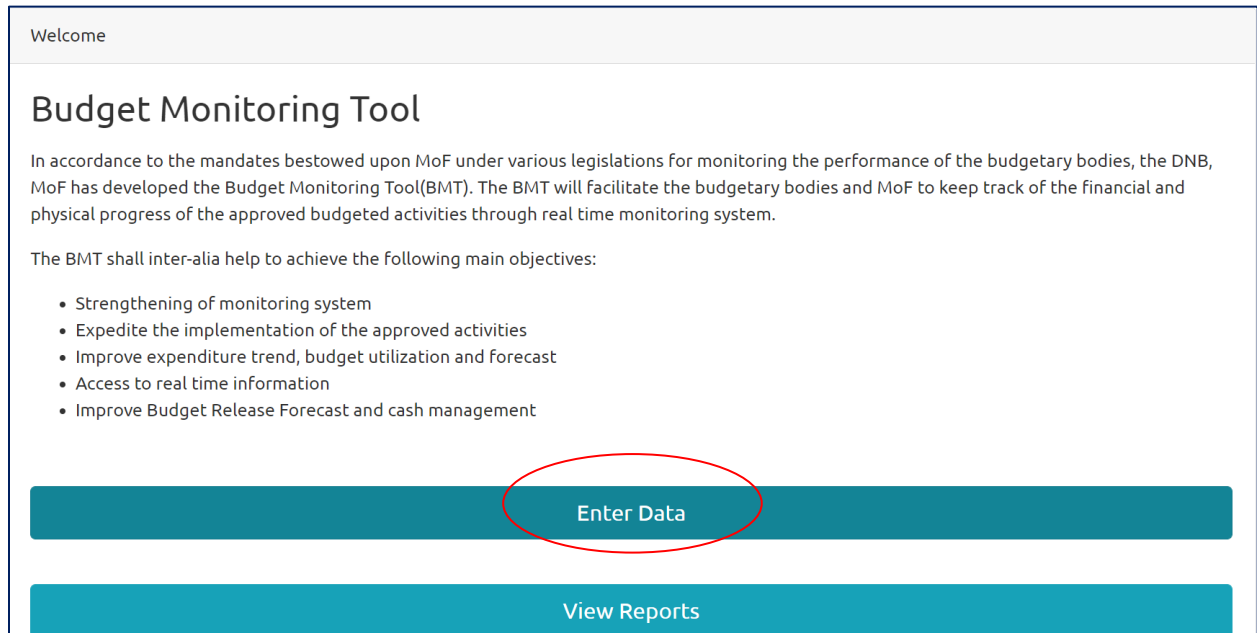 Welcome
Budget Monitoring Tool
In accordance to the mandates bestowed upon MoF under various legislations for monitoring the performance of the budgetary bodies, the DNB,
MoF has developed the Budget Monitoring Tool(BMT). The BMT will facilitate the budgetary bodies and MoF to keep track of the financial and
physical progress of the approved budgeted activities through real time monitoring system.
The BMT shall inter-alia help to achieve the following main objectives:
• Strengthening of monitoring system
• Expedite the implementation of the approved activities
• Improve expenditure trend, budget utilization and forecast
• Access to real time information
• Improve Budget Release Forecast and cash management
Enter Data
View Reports